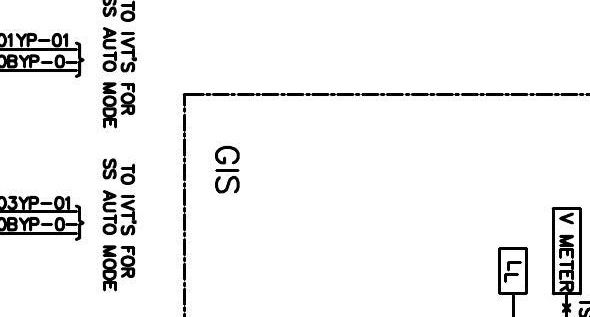 TO IVT'S FOR
SS AUTO MODE
01YP-01
0BYP-0-
GIS
TO IVT'S FOR
SS AUTO MODE
03YP-01
0BYP-0-
V METER
LL